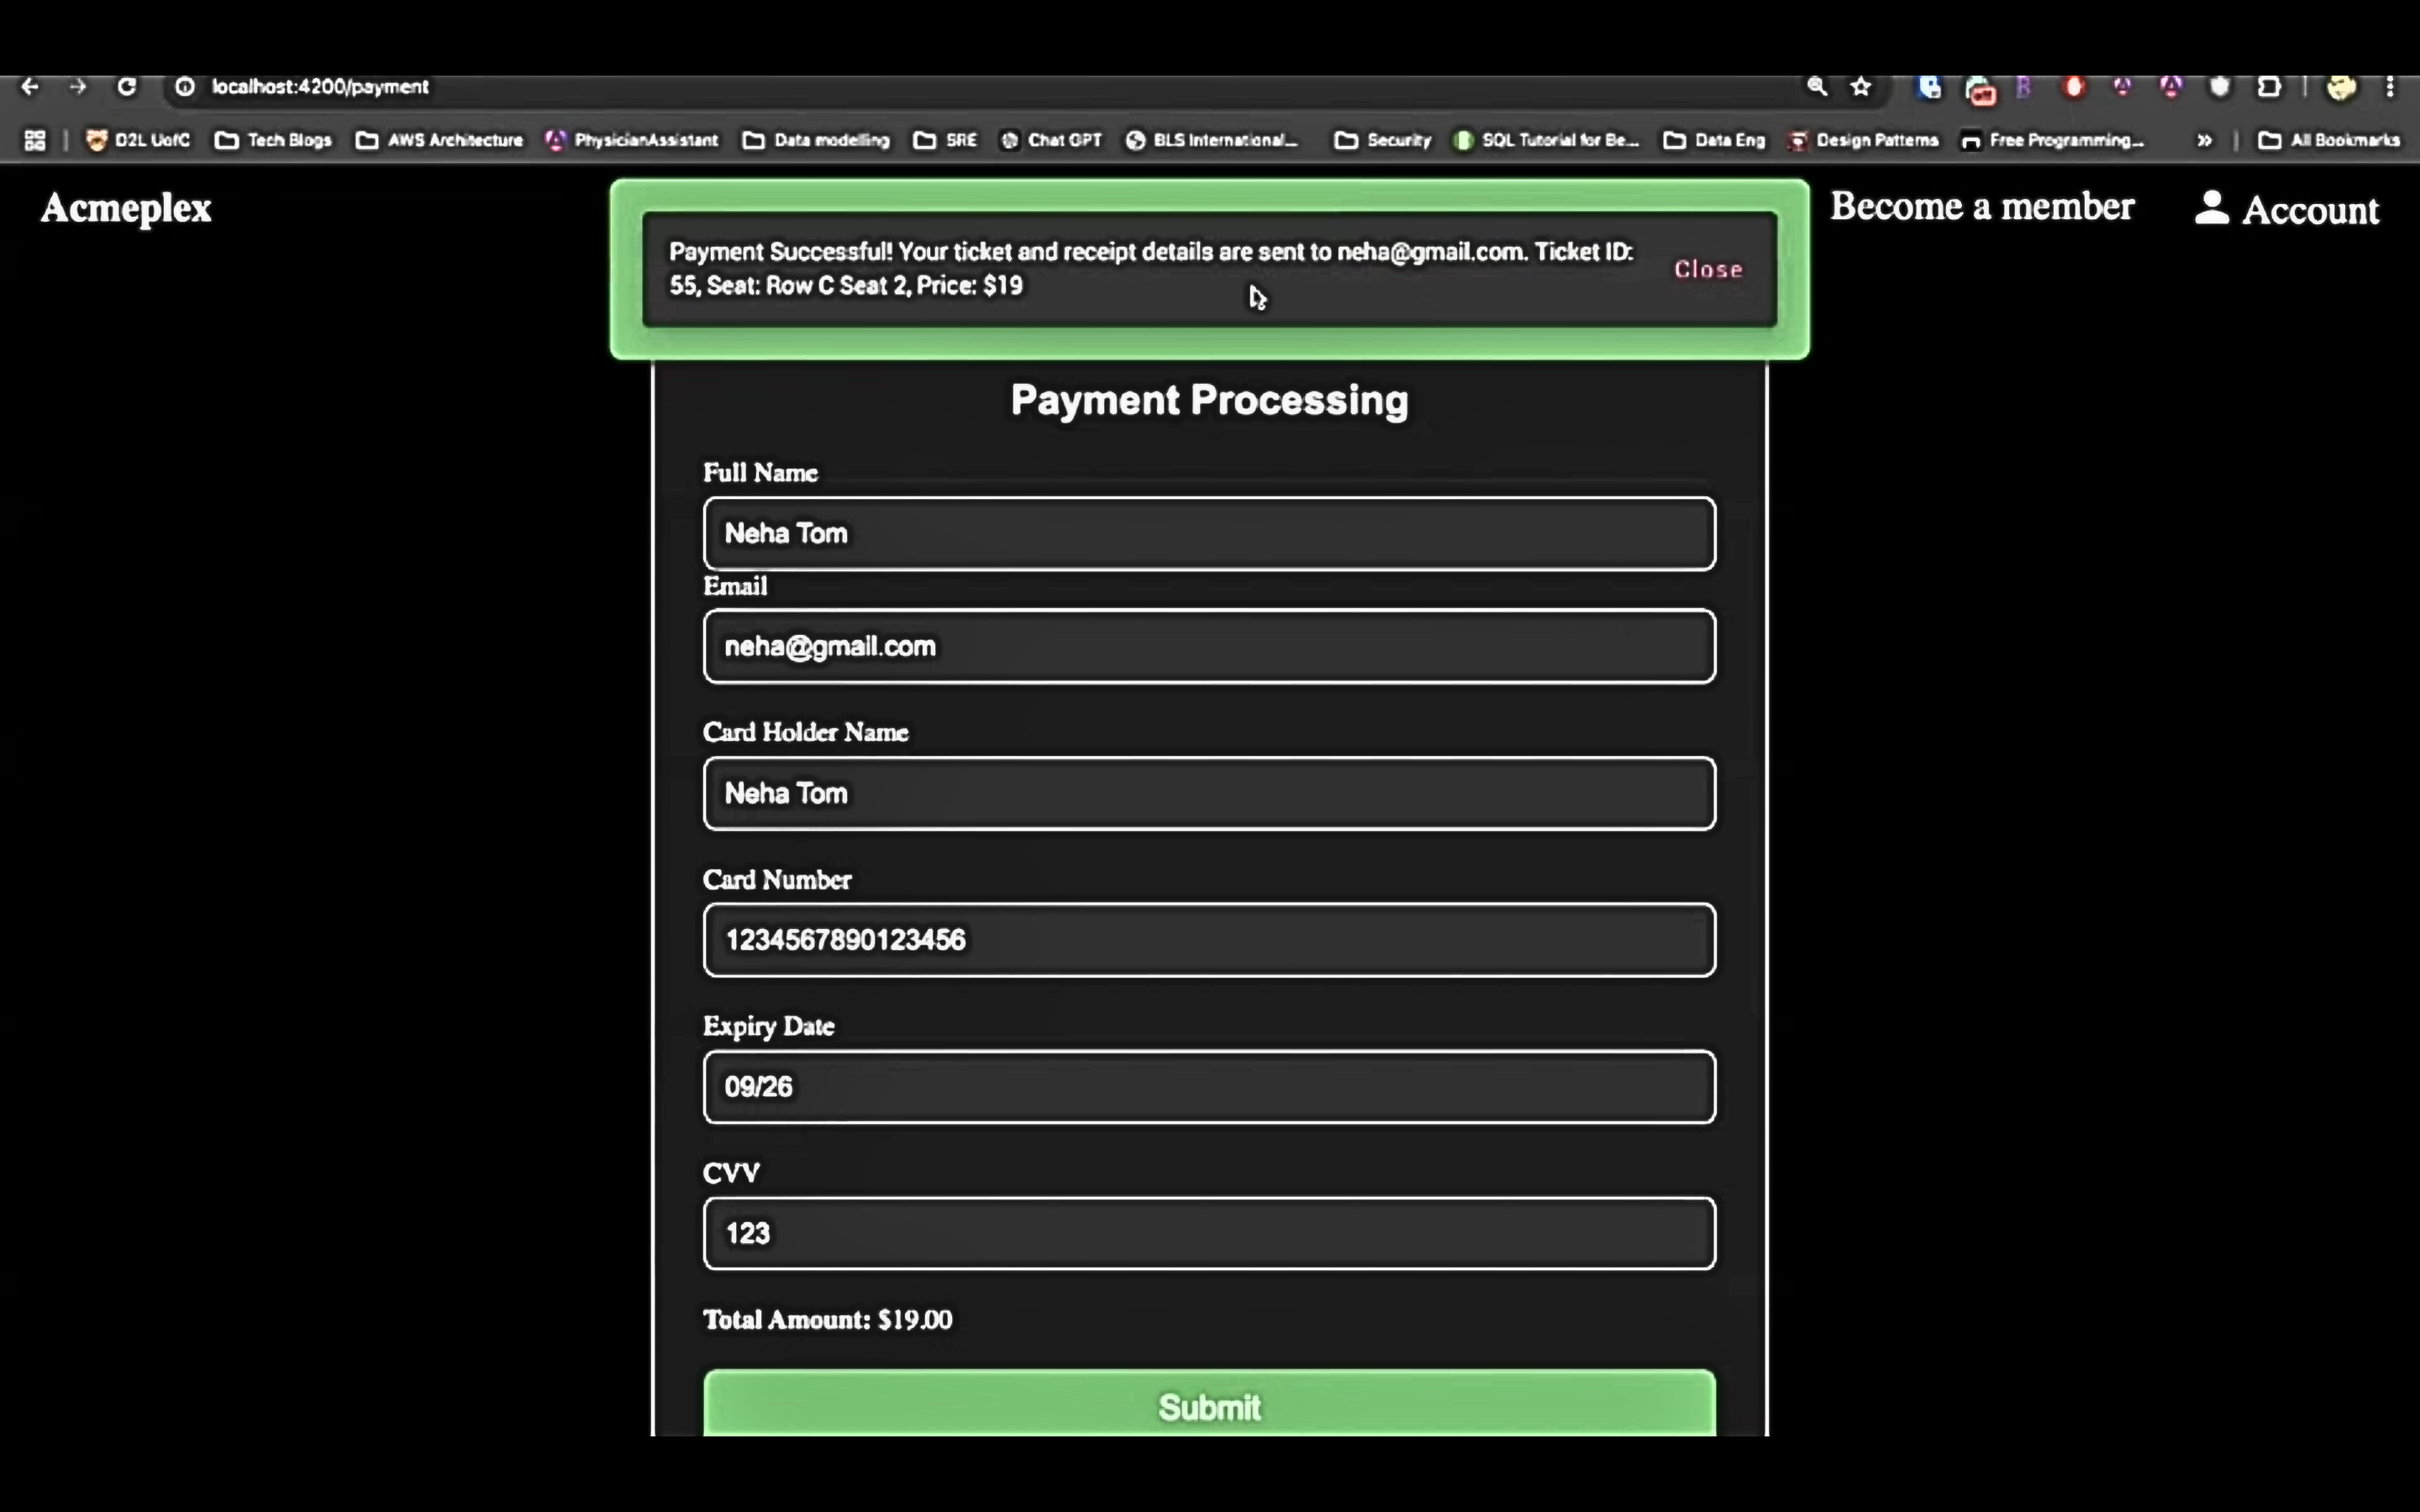 localhost:4200/payment
D2L UofC Tech Blogs AWS Architecture PhysicianAssistant Data modelling SRE Chat GPT BLS International... Security SQL Tutorial for Be... Data Eng Design Patterns Free Programming... » All Bookmarks
Acmeplex
Become a member Account
Payment Successful! Your ticket and receipt details are sent to neha@gmail.com. Ticket ID:
55, Seat: Row C Seat 2, Price: $19
Close
Payment Processing
Full Name
Neha Tom
Email
neha@gmail.com
Card Holder Name
Neha Tom
Card Number
1234567890123456
Expiry Date
09/26
CVV
123
Total Amount: $19.00
Submit